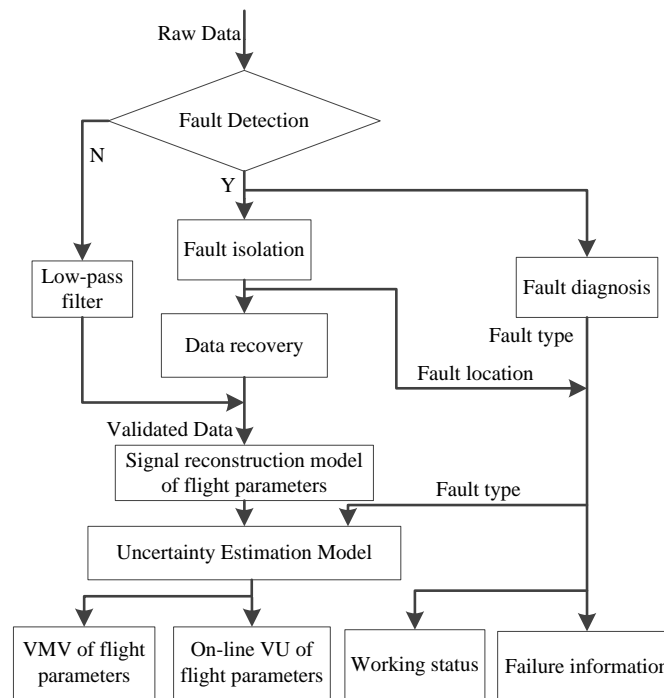 Raw Data
Fault Detection
N
Y
Fault isolation
Low-pass
filter
Fault diagnosis
Fault type
Data recovery
Fault location
Validated Data
Signal reconstruction model
of flight parameters
Fault type
Uncertainty Estimation Model
VMV of flight
parameters
On-line VU of
flight parameters
Working status
Failure information